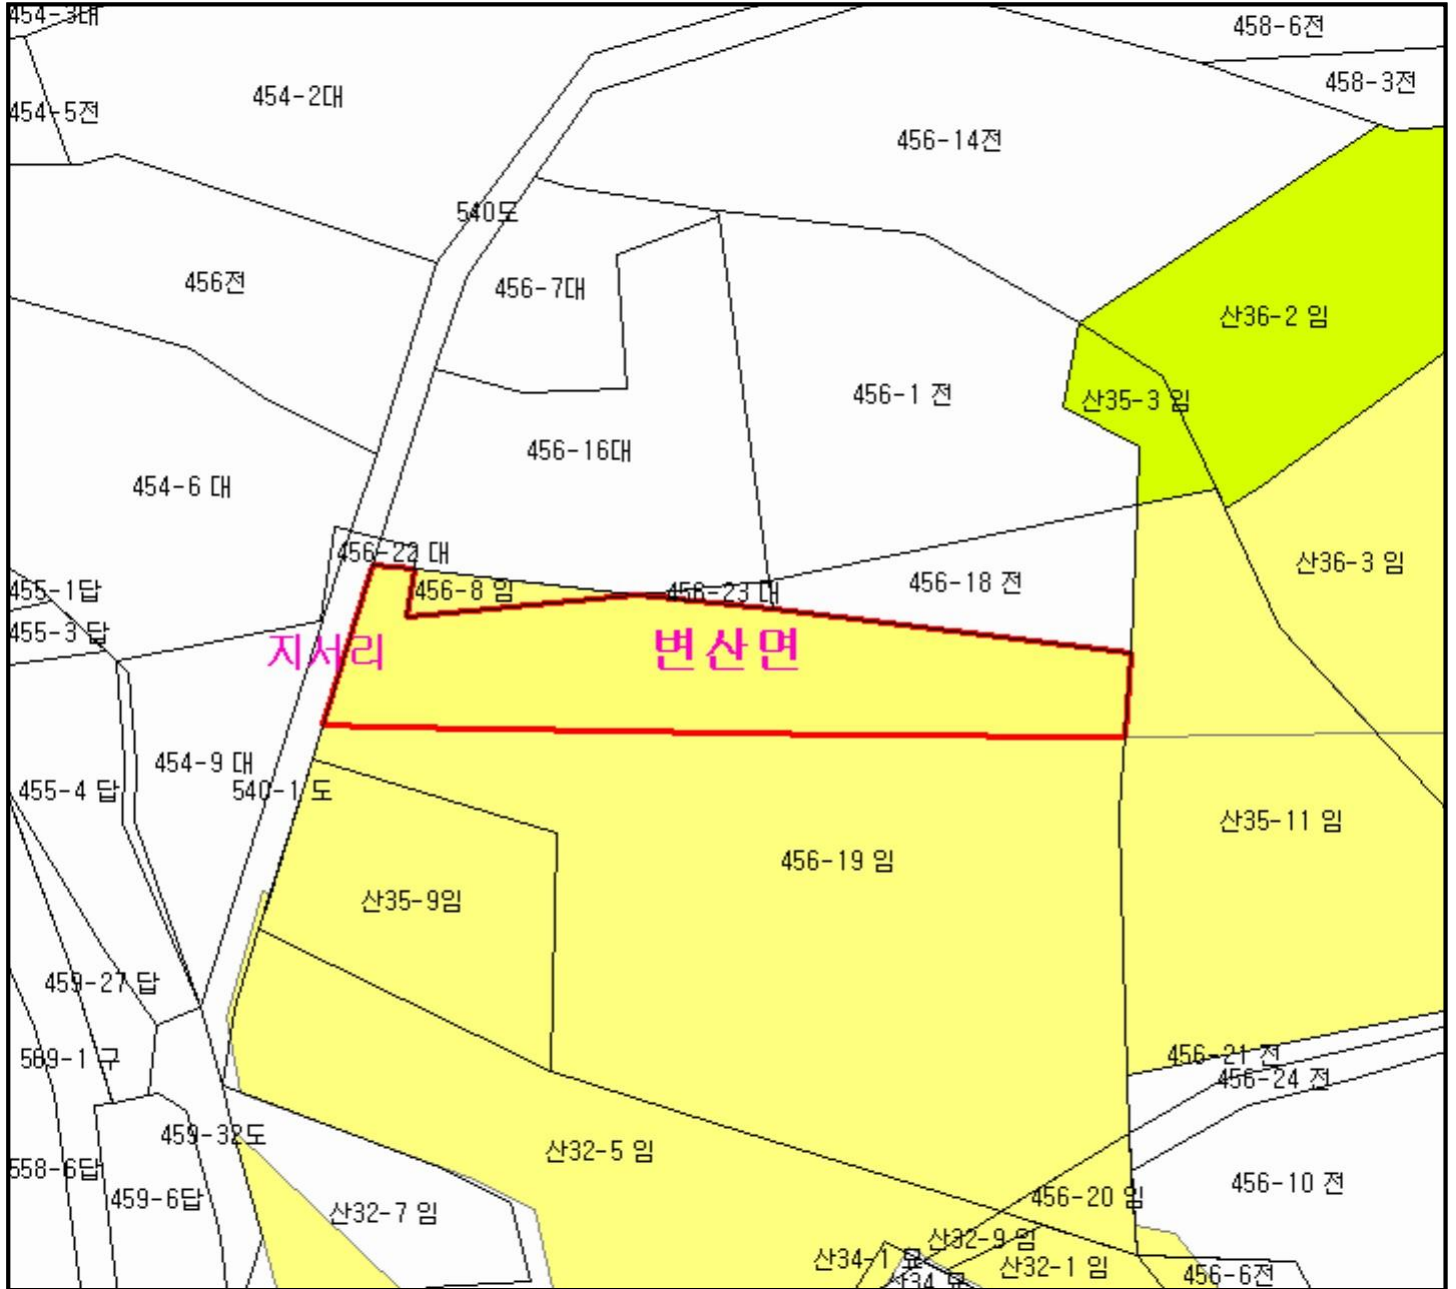 454-3대
458-6전
458-3전
454-2대
454-5전
456-14전
540도
456전
456-7대
산36-2 임
456-1 전
산35-3 임
456-16대
454-6 대
456-22 대
산36-3 임
456-18 전
455-1답
456-8 임
456-23 대
455-3 답
지서리
변산면
454-9 대
455-4 답
540-1 도
산35-11 임
456-19 임
산35-9임
459-27 답
456-21 전
569-1 구
456-24 전
459-32도
산32-5 임
558-6답
459-6답
456-10 전
456-20 임
산32-7 임
산32-9 임
산34-1 묘
산32-1 임
456-6전
산34 묘